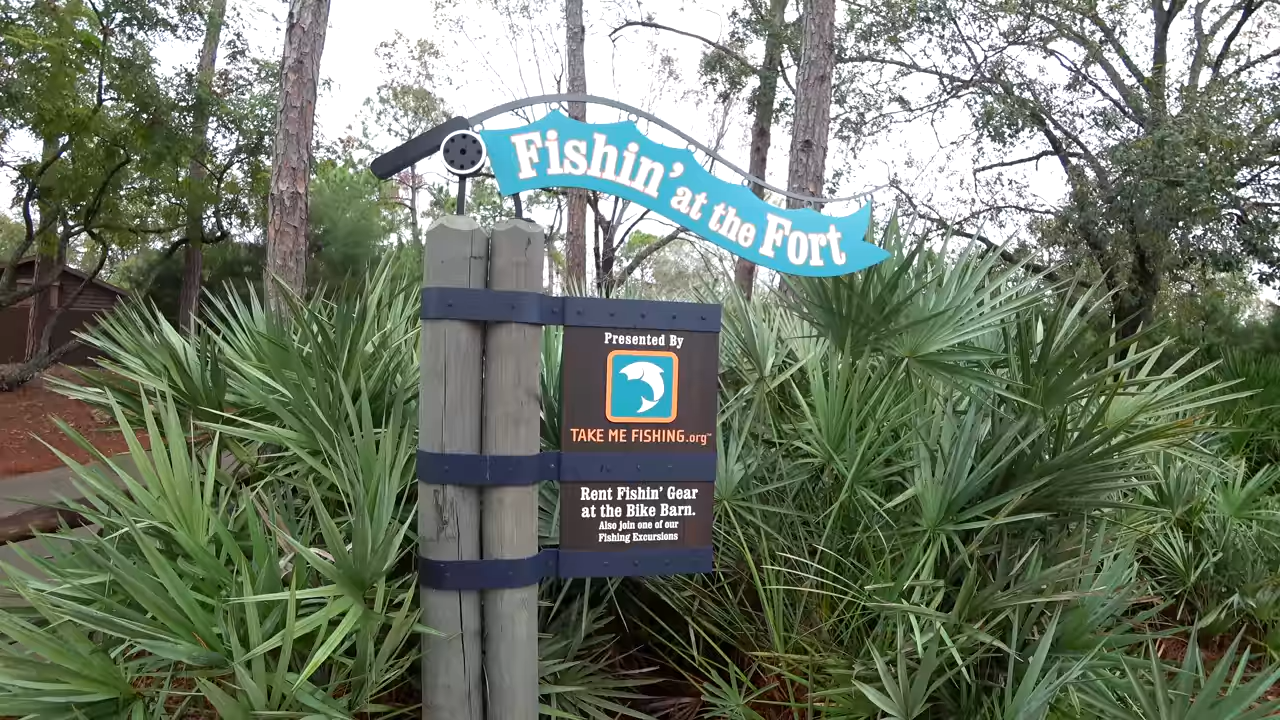 Fishin' at the Fort
Presented By
TAKE ME FISHING.org™
Rent Fishin' Gear
at the Bike Barn.
Also join one of our
Fishing Excursions